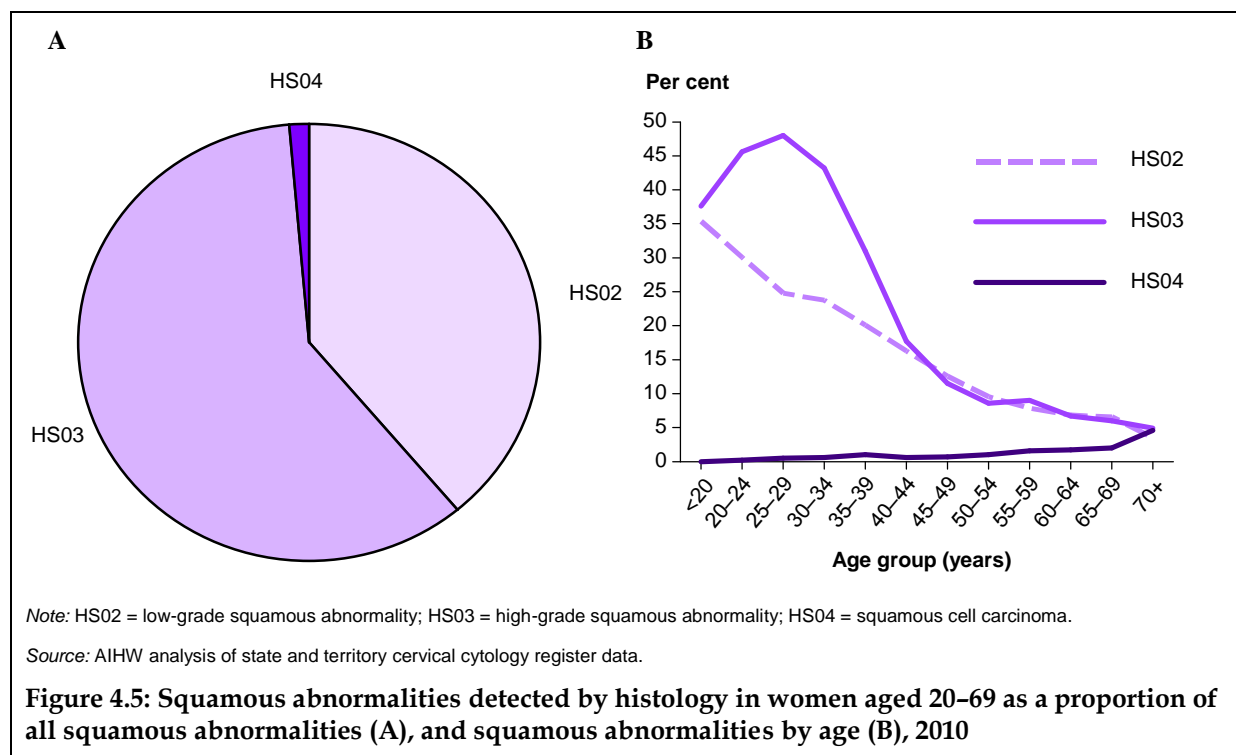 A
HS04
HS02
HS03
B
Per cent
50
45
40
35
30
25
20
15
10
5
0
HS02
HS03
HS04
<20
20–24
25–29
30–34
35–39
40–44
45–49
50–54
55–59
60–64
65–69
70+
Age group (years)
Note: HS02 = low-grade squamous abnormality; HS03 = high-grade squamous abnormality; HS04 = squamous cell carcinoma.
Source: AIHW analysis of state and territory cervical cytology register data.
Figure 4.5: Squamous abnormalities detected by histology in women aged 20–69 as a proportion of
all squamous abnormalities (A), and squamous abnormalities by age (B), 2010